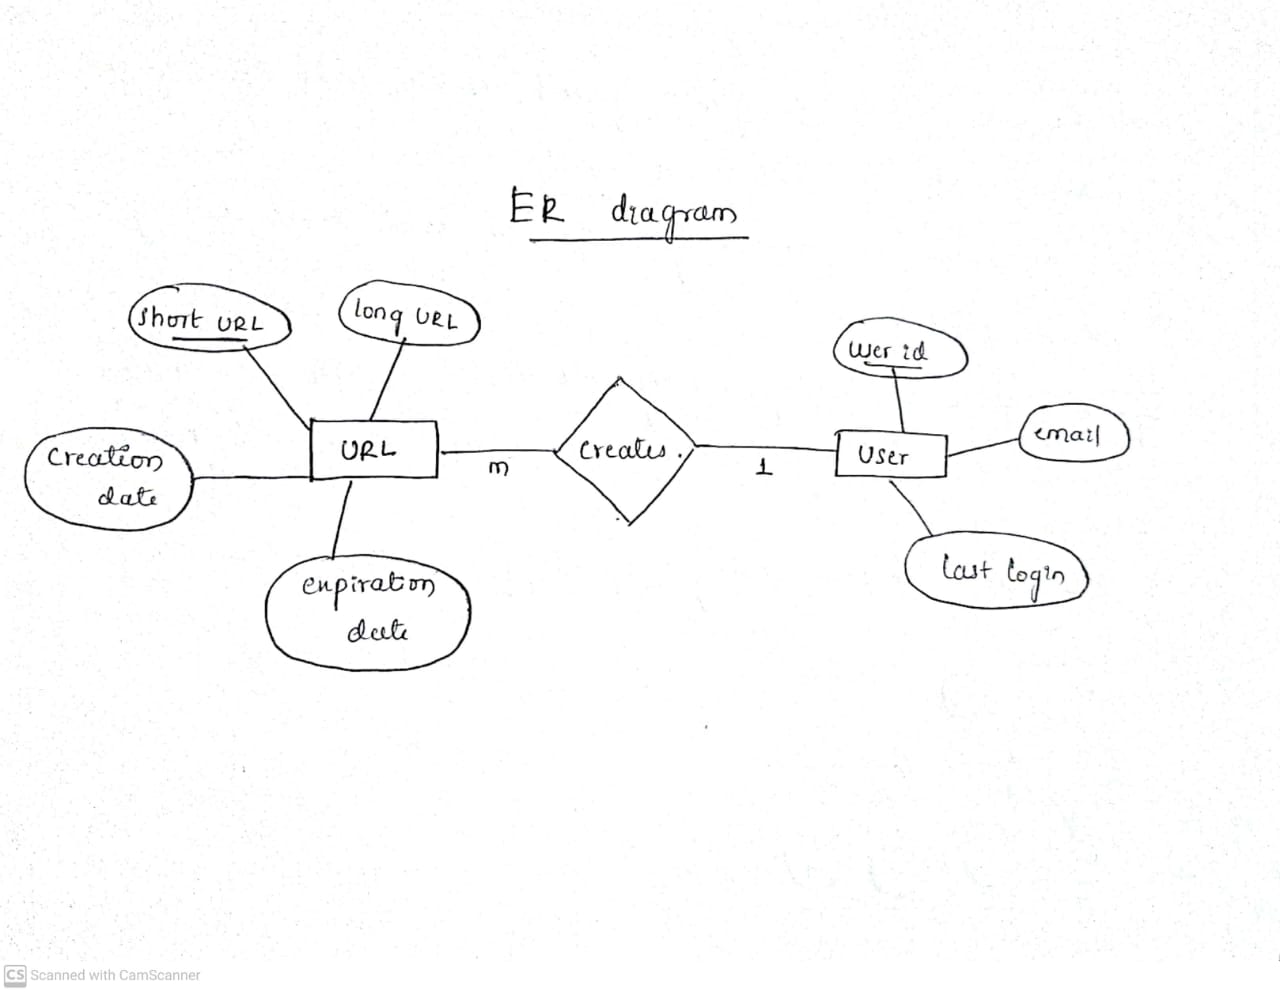 ER diagram
short URL
long URL
user id
creation
date
URL
m
creates.
1
User
email
expiration
date
last login
CS Scanned with CamScanner